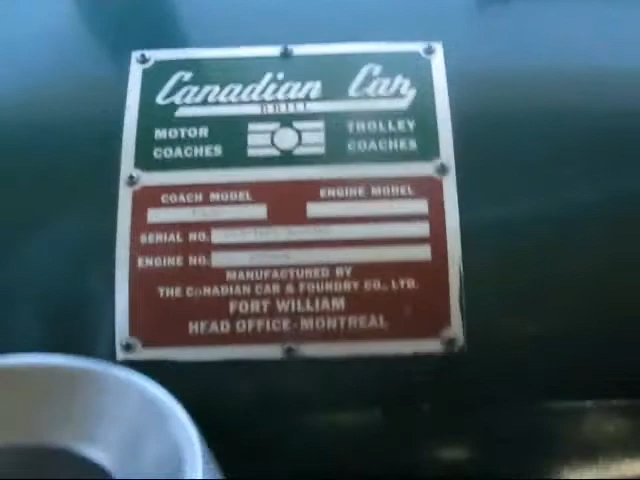 Canadian Car
BUILT
MOTOR COACHES
TROLLEY COACHES
COACH MODEL
ENGINE MODEL
SERIAL NO.
ENGINE NO.
MANUFACTURED BY
THE CANADIAN CAR & FOUNDRY CO., LTD.
FORT WILLIAM
HEAD OFFICE - MONTREAL